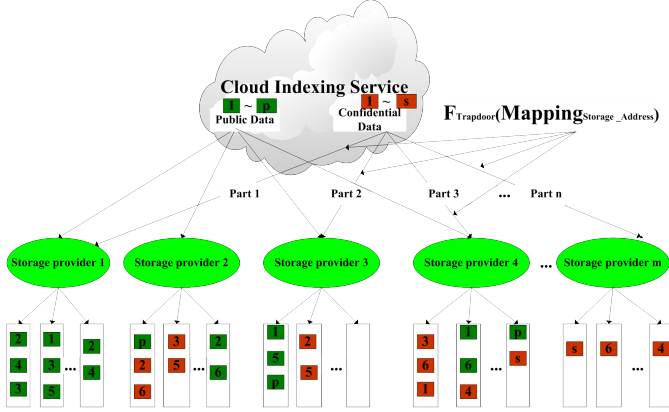 Cloud Indexing Service
1 ~ p
1 ~ s
Public Data
Confidential
Data
FTrapdoor(MappingStorage _Address)
Part 1
Part 2
Part 3
...
Part n
Storage provider 1
Storage provider 2
Storage provider 3
Storage provider 4
...
Storage provider m
2
4
3
1
3
5
...
2
4
p
2
6
3
5
...
2
6
1
5
p
2
5
...
3
6
1
1
6
4
...
p
s
s
6
...
4